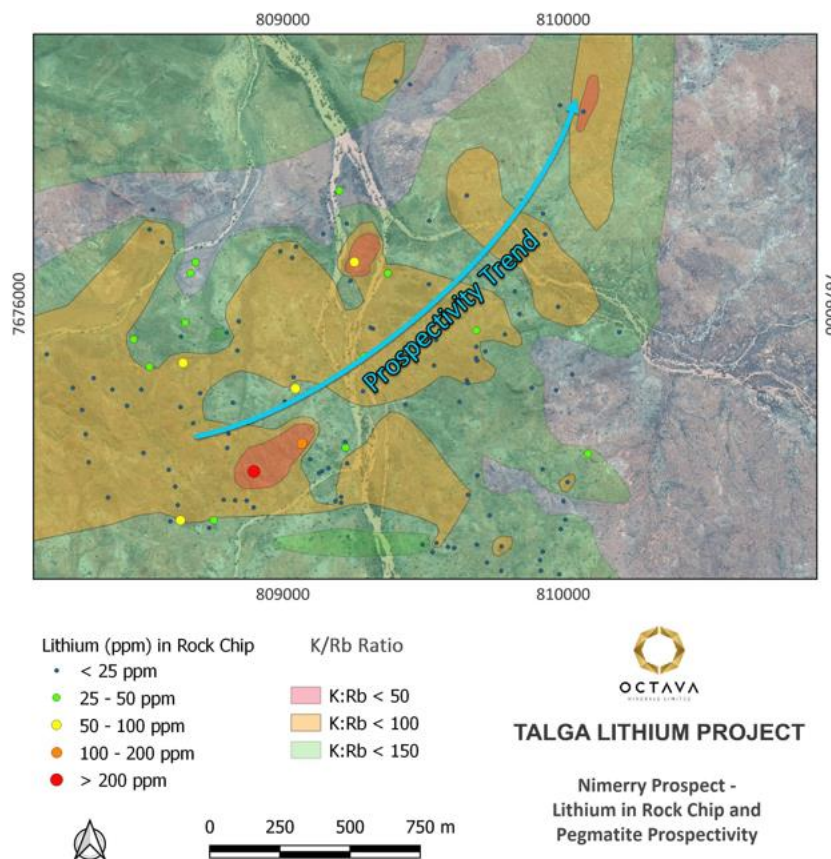 809000
810000
7676000
7676000
Prospectivity Trend
809000
810000
Lithium (ppm) in Rock Chip
< 25 ppm
25 - 50 ppm
50 - 100 ppm
100 - 200 ppm
> 200 ppm
K/Rb Ratio
K:Rb < 50
K:Rb < 100
K:Rb < 150
OCTAVA
MINERALS LIMITED
TALGA LITHIUM PROJECT
Nimerry Prospect -
Lithium in Rock Chip and
Pegmatite Prospectivity
0 250 500 750 m